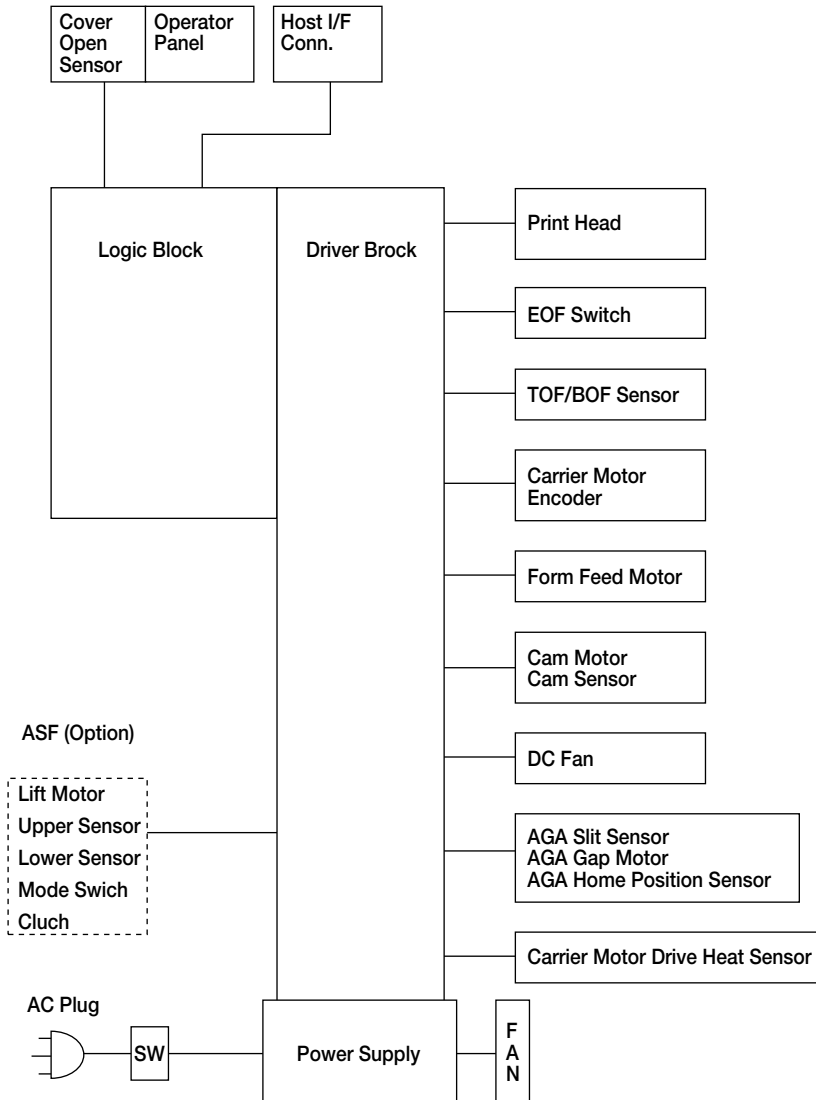 Cover
Open
Sensor
Operator
Panel
Host I/F
Conn.
Logic Block
Driver Brock
Print Head
EOF Switch
TOF/BOF Sensor
Carrier Motor
Encoder
Form Feed Motor
Cam Motor
Cam Sensor
DC Fan
AGA Slit Sensor
AGA Gap Motor
AGA Home Position Sensor
Carrier Motor Drive Heat Sensor
ASF (Option)
Lift Motor
Upper Sensor
Lower Sensor
Mode Swich
Cluch
AC Plug
SW
Power Supply
F
A
N